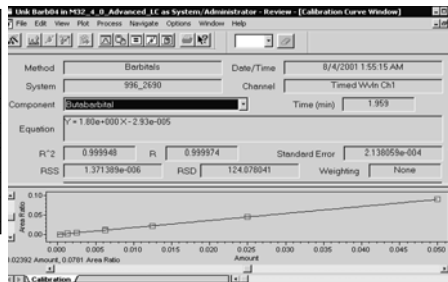 Unk Barb04 in M32_4_0_Advanced_LC as System/Administrator - Review - [Calibration Curve Window]
File Edit View Plot Process Navigate Options Window Help
Method Barbitals Date/Time 8/4/2001 1:55:15 AM
System 996_2690 Channel Timed Wvln Ch1
Component Butabarbital Time (min) 1.959
Equation Y = 1.80e+000 X - 2.93e-005
R^2 0.999948 R 0.999974 Standard Error 2.138059e-004
RSS 1.371389e-006 RSD 124.078041 Weighting None
Area Ratio
0.10
0.05
0.00
0.000 0.005 0.010 0.015 0.020 0.025 0.030 0.035 0.040 0.045 0.050
Amount
0.02392 Amount, 0.0781 Area Ratio
Calibration